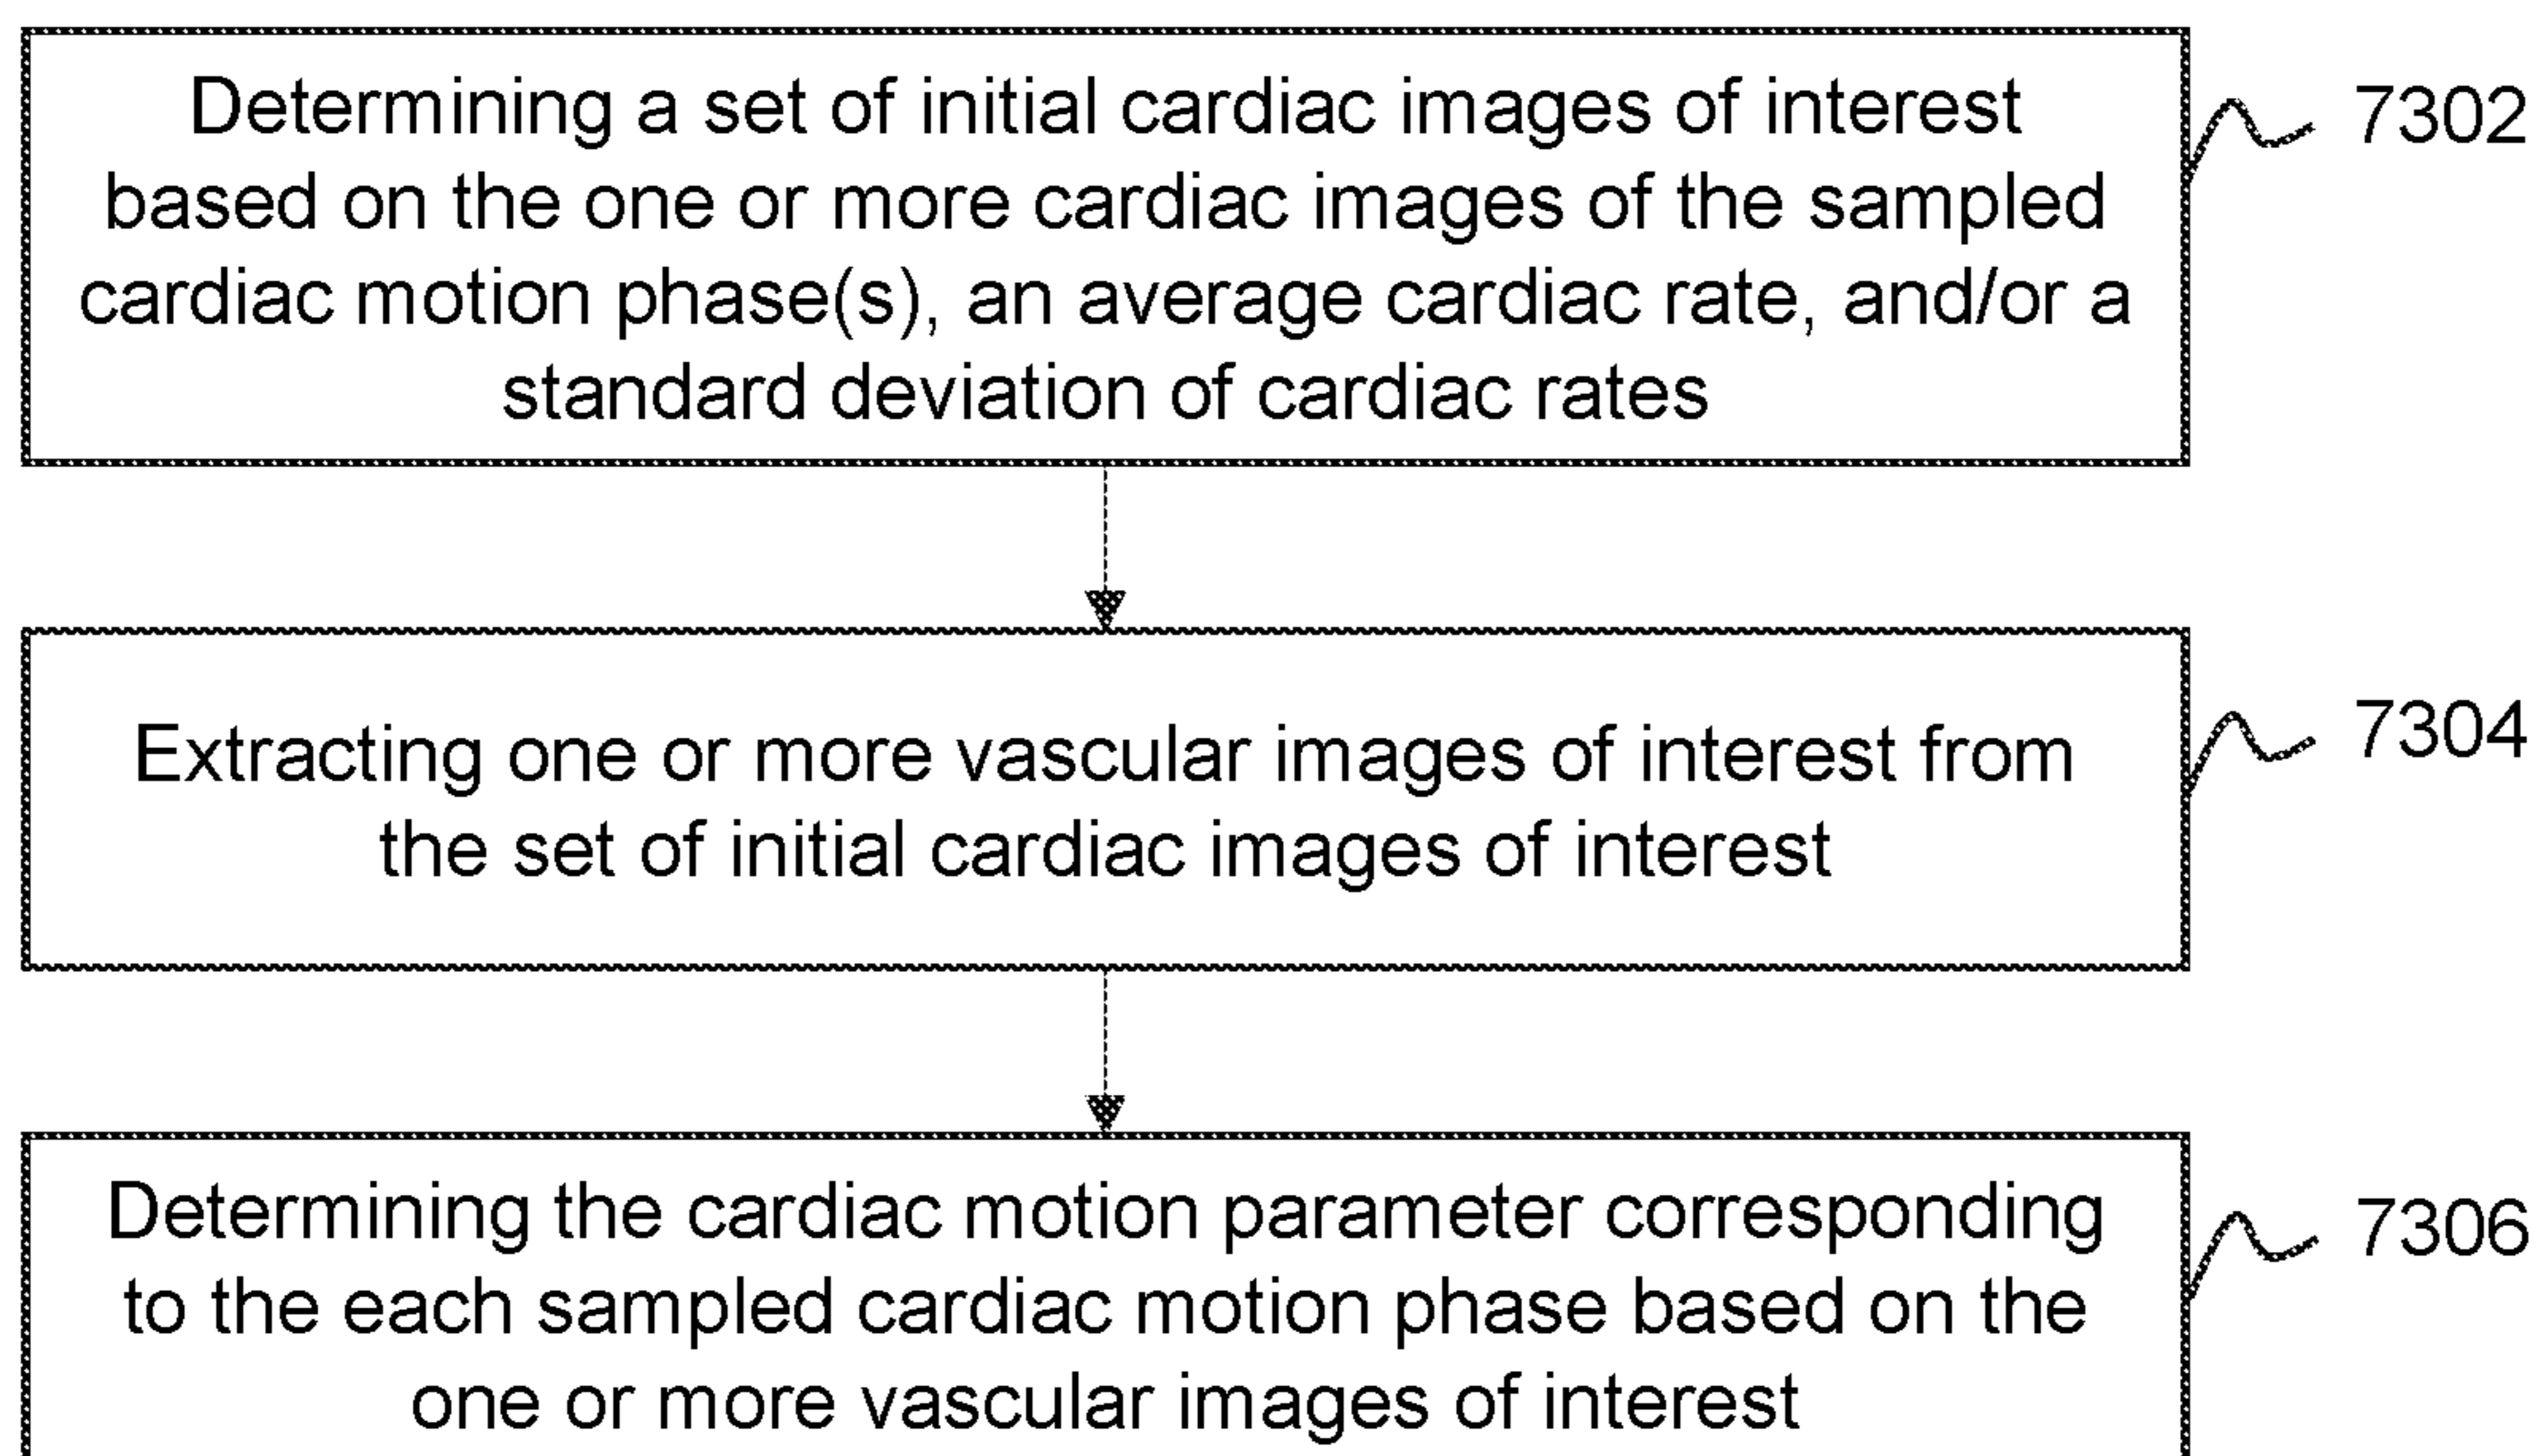 Determining a set of initial cardiac images of interest
based on the one or more cardiac images of the sampled
cardiac motion phase(s), an average cardiac rate, and/or a
standard deviation of cardiac rates
7302
Extracting one or more vascular images of interest from
the set of initial cardiac images of interest
7304
Determining the cardiac motion parameter corresponding
to the each sampled cardiac motion phase based on the
one or more vascular images of interest
7306